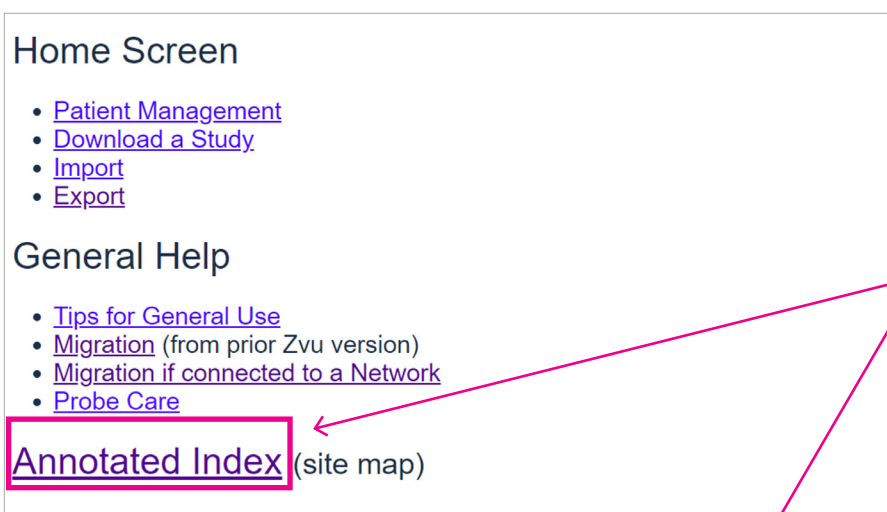 Home Screen
Patient Management
Download a Study
Import
Export
General Help
Tips for General Use
Migration (from prior Zvu version)
Migration if connected to a Network
Probe Care
Annotated Index (site map)